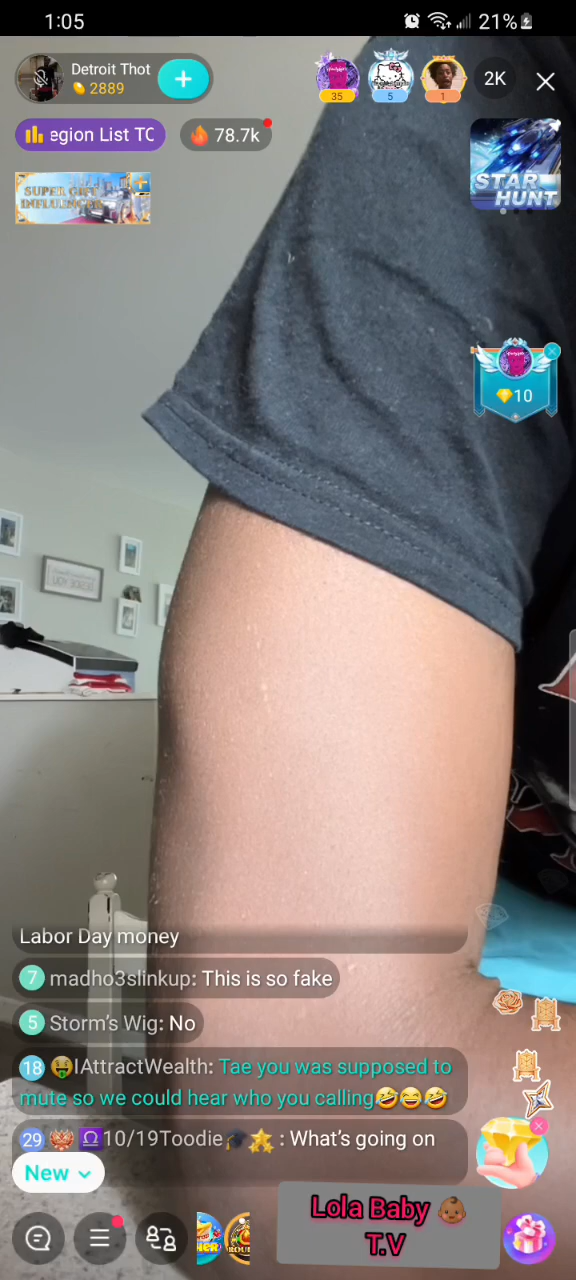 1:05
21%
Detroit Thot
2889
35
5
1
2K
egion List TC
78.7k
SUPER GIFT
INFLUENCER
STAR
HUNT
10
Labor Day money
7 madho3slinkup: This is so fake
5 Storm's Wig: No
18 🤑IAttractWealth: Tae you was supposed to
mute so we could hear who you calling🤣😂🤣
29 ♎10/19Toodie🎓🌟 : What's going on
New
Lola Baby 👶🏾
T.V